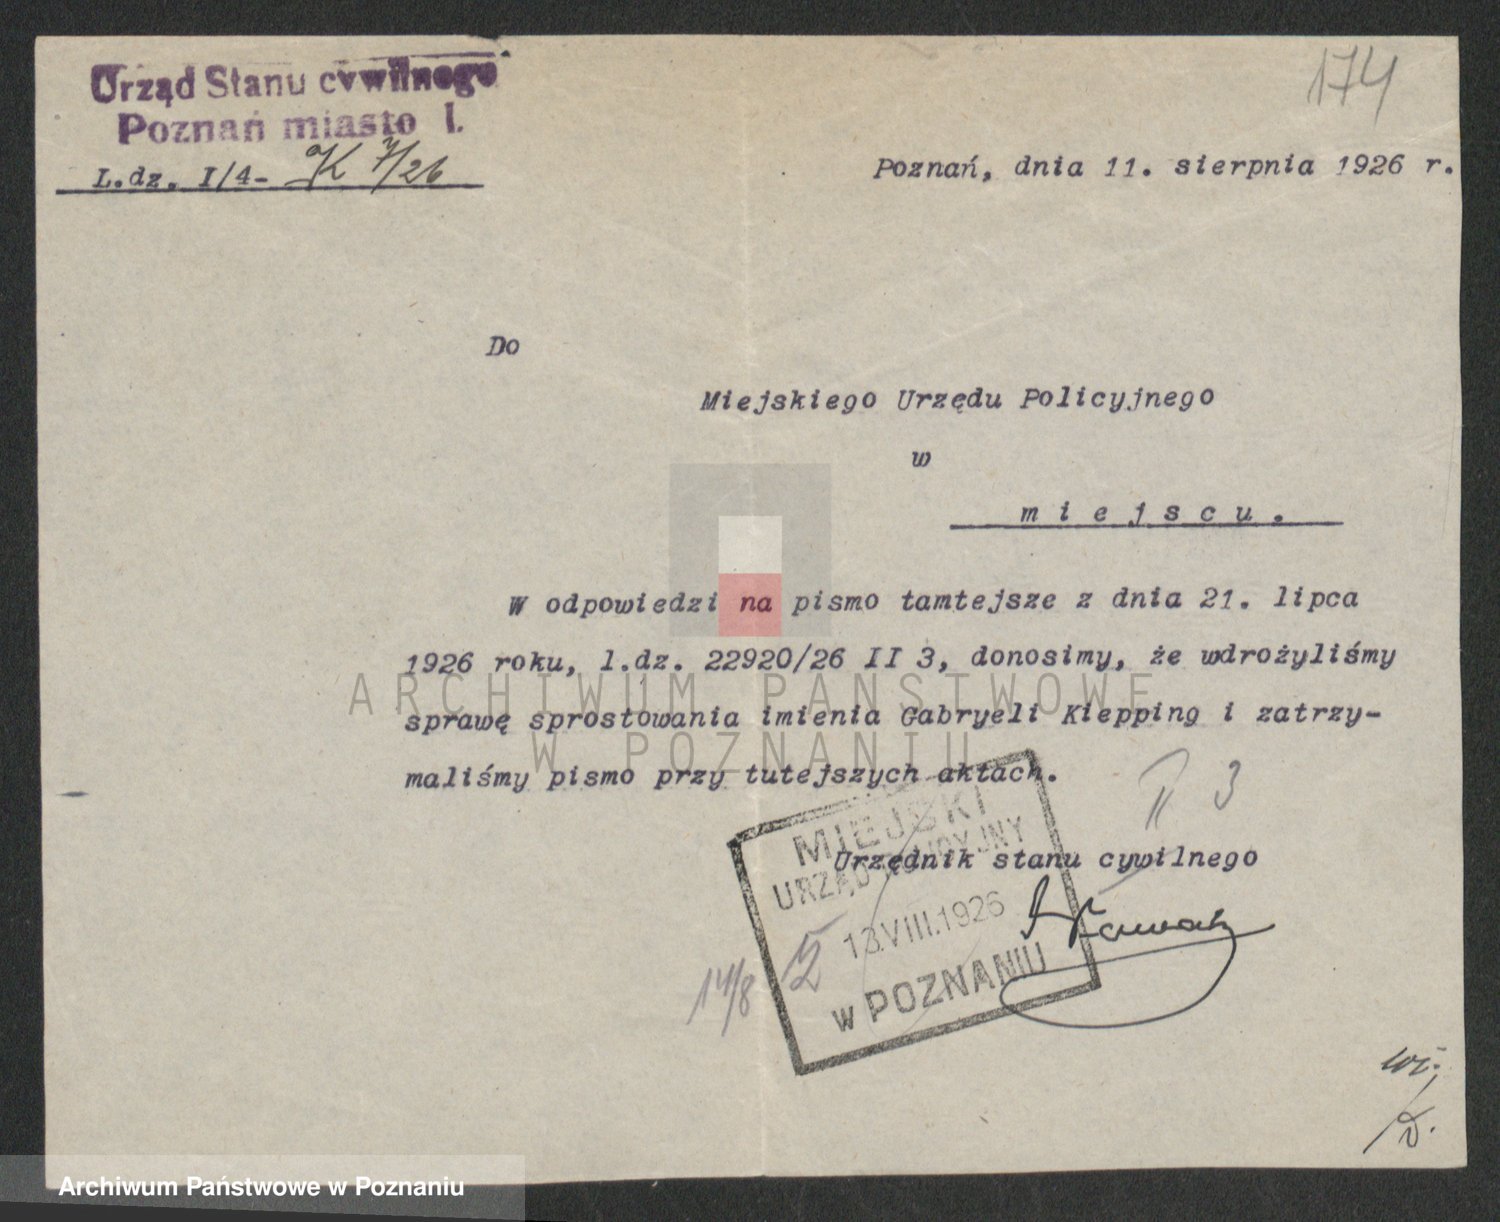 174
Urząd Stanu cywilnego
Poznań miasto I.
L.dz. I/4- K 7/26
Poznań, dnia 11. sierpnia 1926 r.
Do
Miejskiego Urzędu Policyjnego
w
m i e j s c u .
W odpowiedzi na pismo tamtejsze z dnia 21. lipca
1926 roku, l.dz. 22920/26 II 3, donosimy, że wdrożyliśmy
sprawę sprostowania imienia Gabryeli Kiepping i zatrzy-
maliśmy pismo przy tutejszych aktach.
II 3
Urzędnik stanu cywilnego
MIEJSKI
URZĄD POLICYJNY
13.VIII.1926
w POZNANIU
14/8
ARCHIWUM PAŃSTWOWE
W POZNANIU
Archiwum Państwowe w Poznaniu